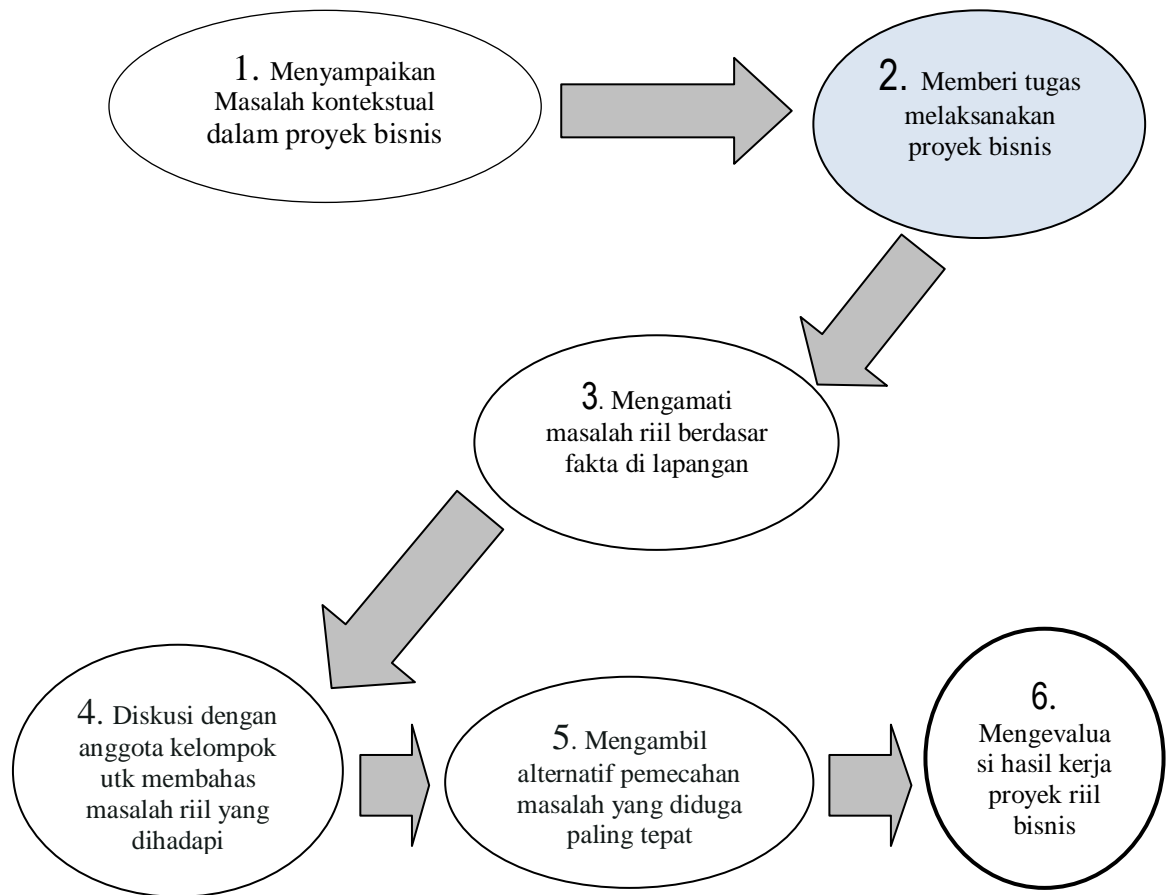 1. Menyampaikan
Masalah kontekstual
dalam proyek bisnis
2. Memberi tugas
melaksanakan
proyek bisnis
3. Mengamati
masalah riil berdasar
fakta di lapangan
4. Diskusi dengan
anggota kelompok
utk membahas
masalah riil yang
dihadapi
5. Mengambil
alternatif pemecahan
masalah yang diduga
paling tepat
6.
Mengevalua
si hasil kerja
proyek riil
bisnis